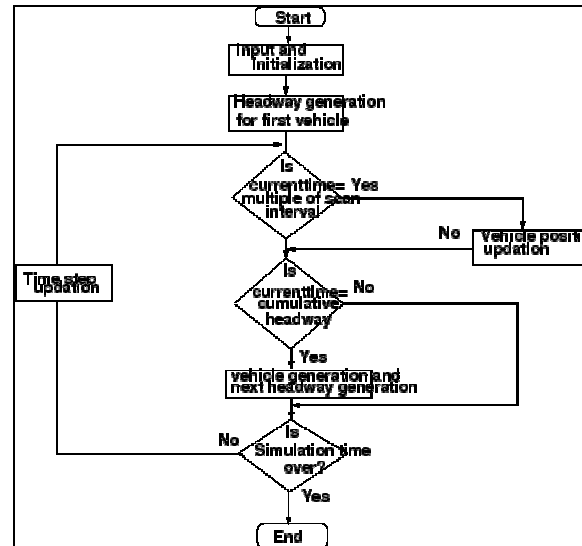 Start
Input and
Initialization
Headway generation
for first vehicle
Is
currenttime= Yes
multiple of scan
interval
No
Vehicle positi
updation
Is
currenttime= No
cumulative
headway
Time step
updation
Yes
vehicle generation and
next headway generation
No
Is
Simulation time
over?
Yes
End